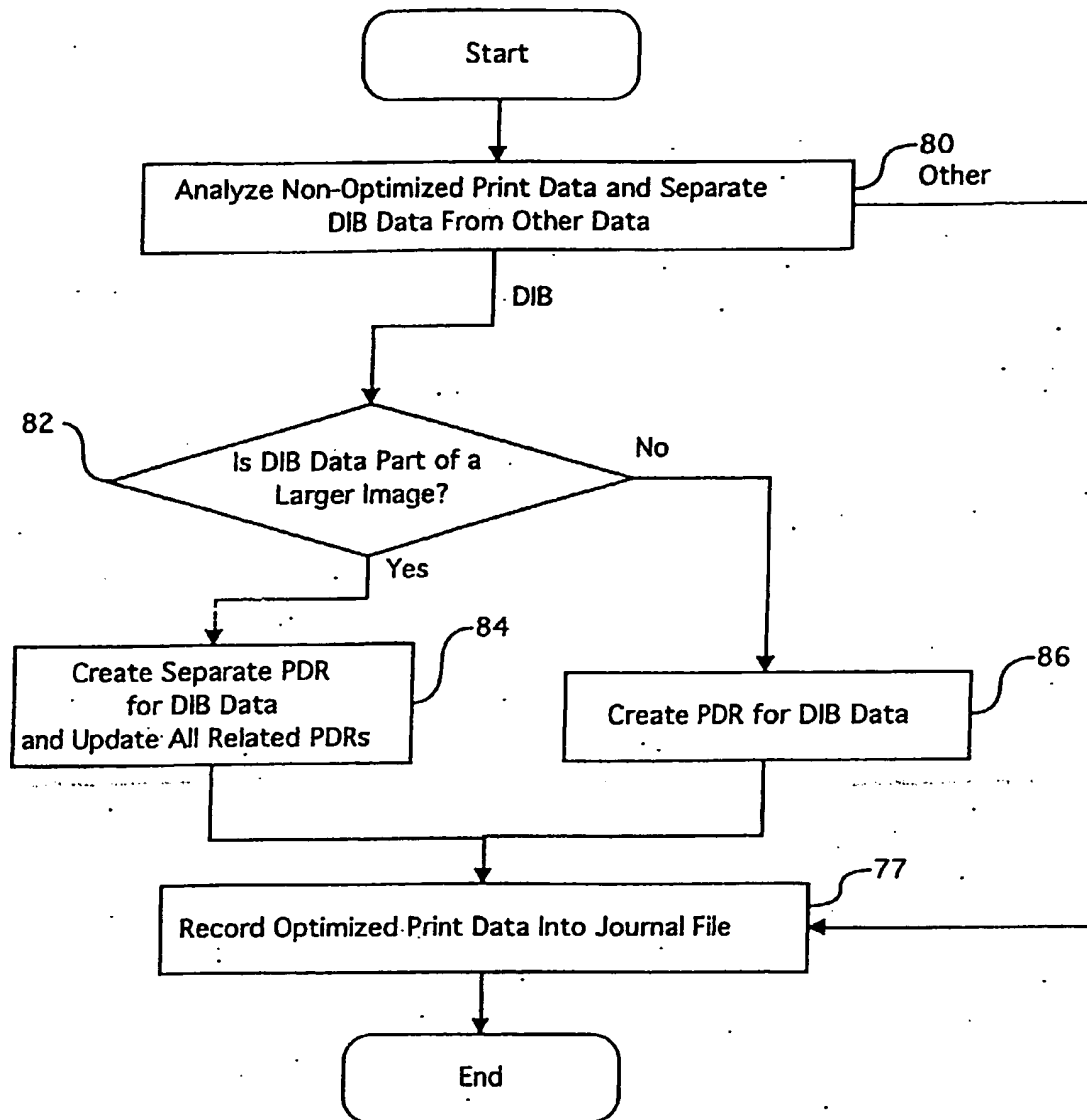 Start
80
Other
Analyze Non-Optimized Print Data and Separate
DIB Data From Other Data
DIB
82
Is DIB Data Part of a
Larger Image?
No
Yes
84
Create Separate PDR
for DIB Data
and Update All Related PDRs
86
Create PDR for DIB Data
77
Record Optimized Print Data Into Journal File
End